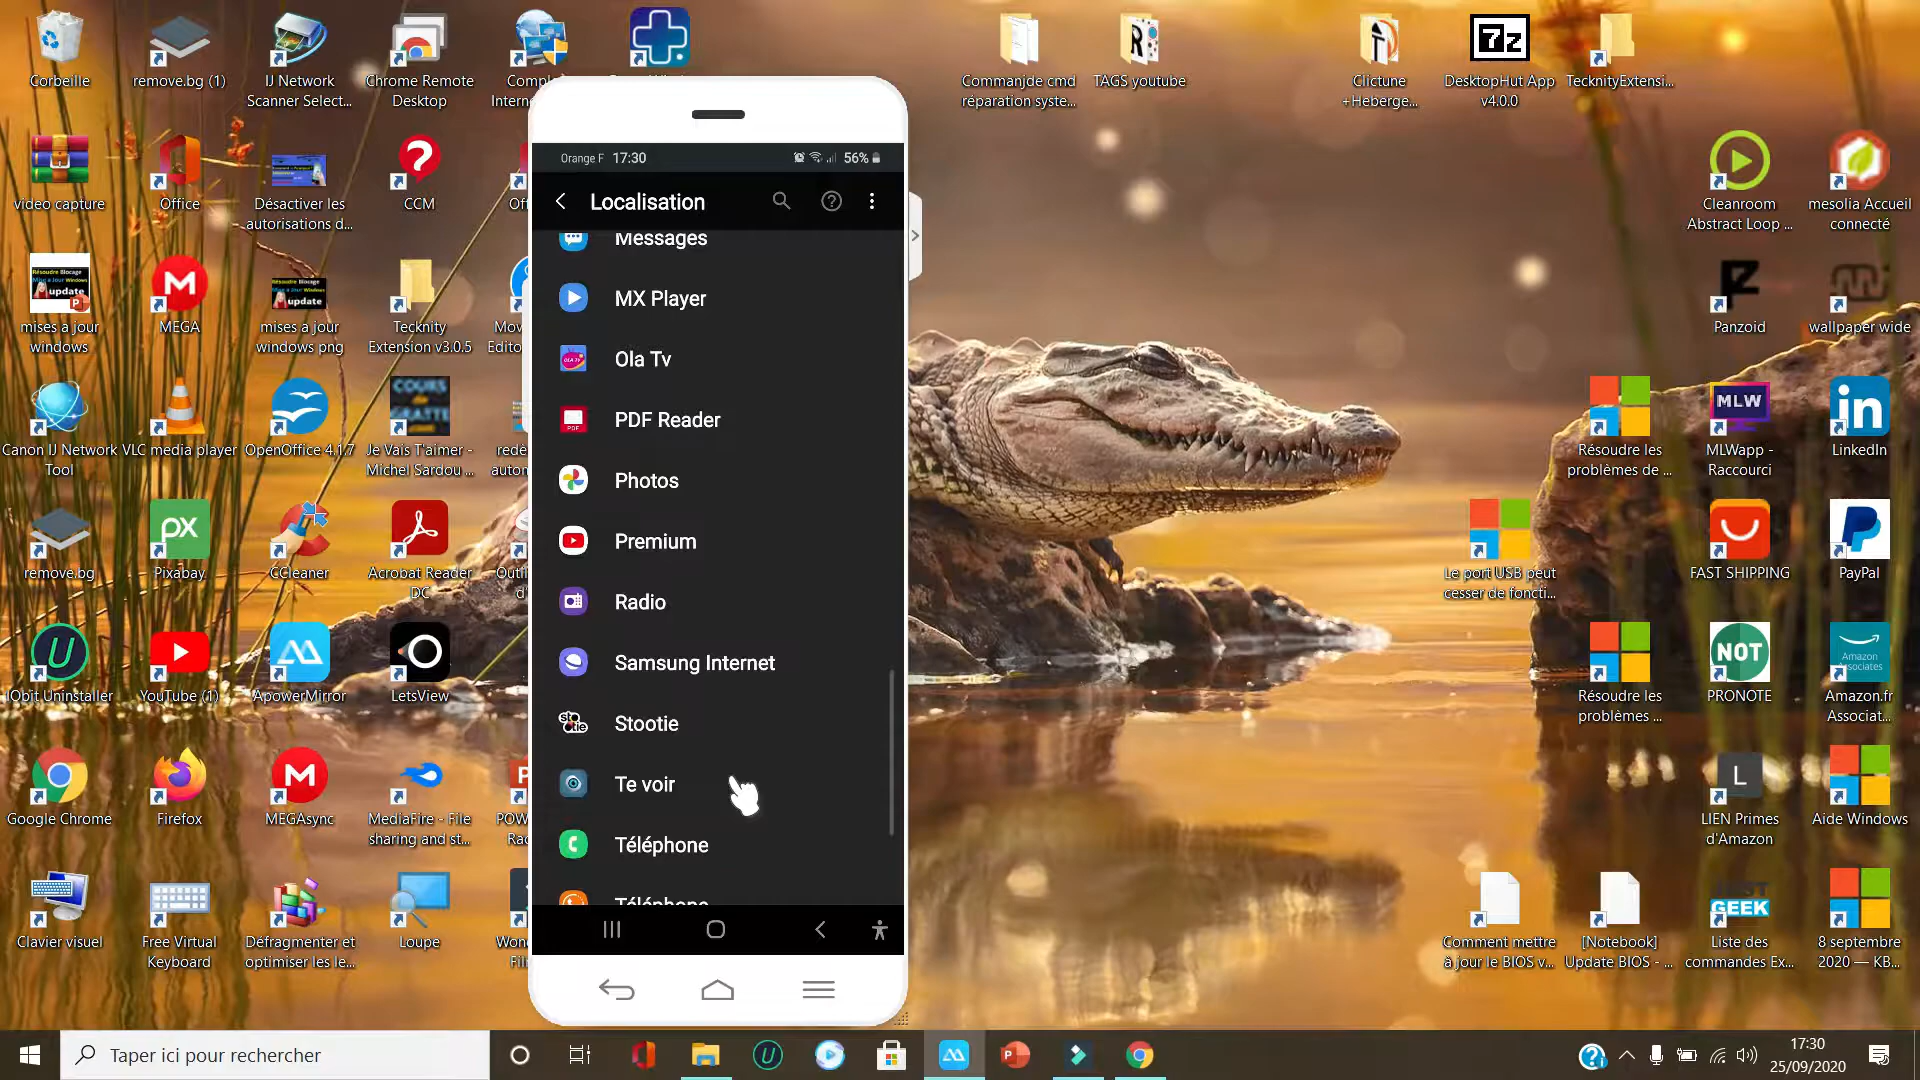 Corbeille
remove.bg (1)
IJ Network
Scanner Select...
Chrome Remote
Desktop
Commanjde cmd
réparation syste...
TAGS youtube
Clictune
+Heberge...
7z
DesktopHut App
v4.0.0
TecknityExtensi...
video capture
Office
Désactiver les
autorisations d...
CCM
Cleanroom
Abstract Loop ...
mesolia Accueil
connecté
mises a jour
windows
MEGA
mises a jour
windows png
Tecknity
Extension v3.0.5
Panzoid
wallpaper wide
Canon IJ Network
Tool
VLC media player
OpenOffice 4.1.7
Je Vais T'aimer -
Michel Sardou ...
Résoudre les
problèmes de ...
MLW
MLWapp -
Raccourci
LinkedIn
remove.bg
px
Pixabay
CCleaner
Acrobat Reader
DC
Le port USB peut
cesser de foncti...
FAST SHIPPING
PayPal
IObit Uninstaller
YouTube (1)
ApowerMirror
LetsView
Résoudre les
problèmes ...
NOT
PRONOTE
Amazon
Associates
Amazon.fr
Associat...
Google Chrome
Firefox
MEGAsync
MediaFire - File
sharing and st...
L
LIEN Primes
d'Amazon
Aide Windows
Clavier visuel
Free Virtual
Keyboard
Défragmenter et
optimiser les le...
Loupe
Comment mettre
à jour le BIOS v...
[Notebook]
Update BIOS - ...
GEEK
Liste des
commandes Ex...
8 septembre
2020 — KB...
Orange F 17:30
56%
Localisation
Messages
MX Player
Ola Tv
PDF Reader
Photos
Premium
Radio
Samsung Internet
Stootie
Te voir
Téléphone
Téléphone
Taper ici pour rechercher
17:30
25/09/2020